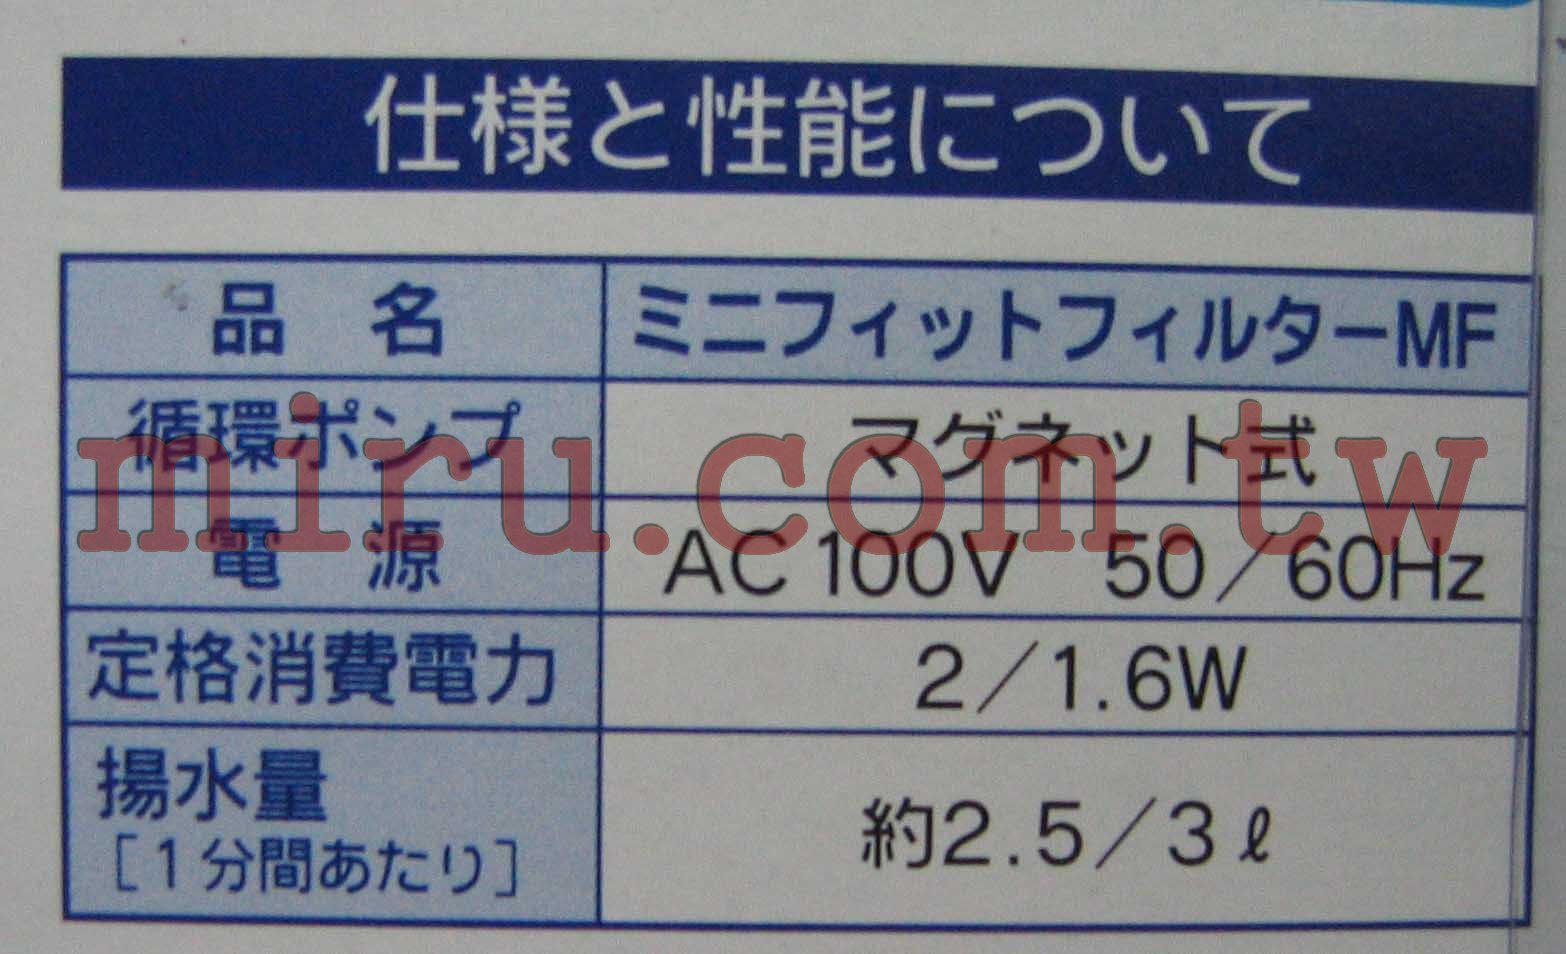 仕様と性能について
品　名　ミニフィットフィルターMF
循環ポンプ　マグネット式
miru.com.tw
電　源　AC100V　50／60Hz
定格消費電力　2／1.6W
揚水量　約2.5／3ℓ
［1分間あたり］